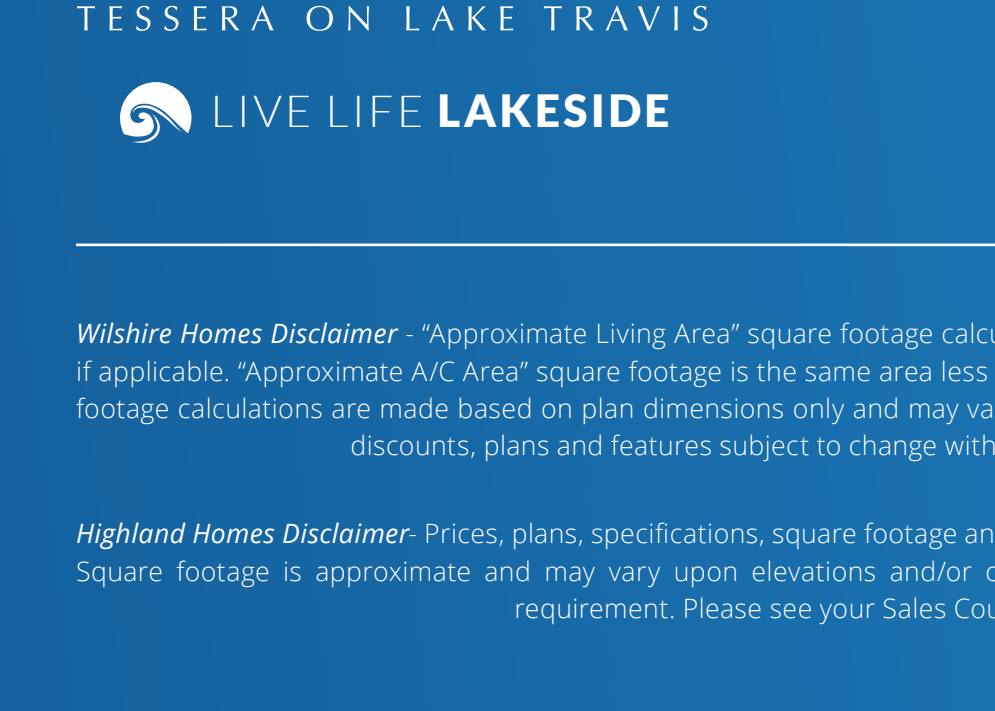 TESSERA ON LAKE TRAVIS
LIVE LIFE LAKESIDE
Wilshire Homes Disclaimer - “Approximate Living Area” square footage
if applicable. “Approximate A/C Area” square footage is the same area less
footage calculations are made based on plan dimensions only and may
discounts, plans and features subject to change
Highland Homes Disclaimer- Prices, plans, specifications, square footage
Square footage is approximate and may vary upon elevations and/or
requirement. Please see your Sales